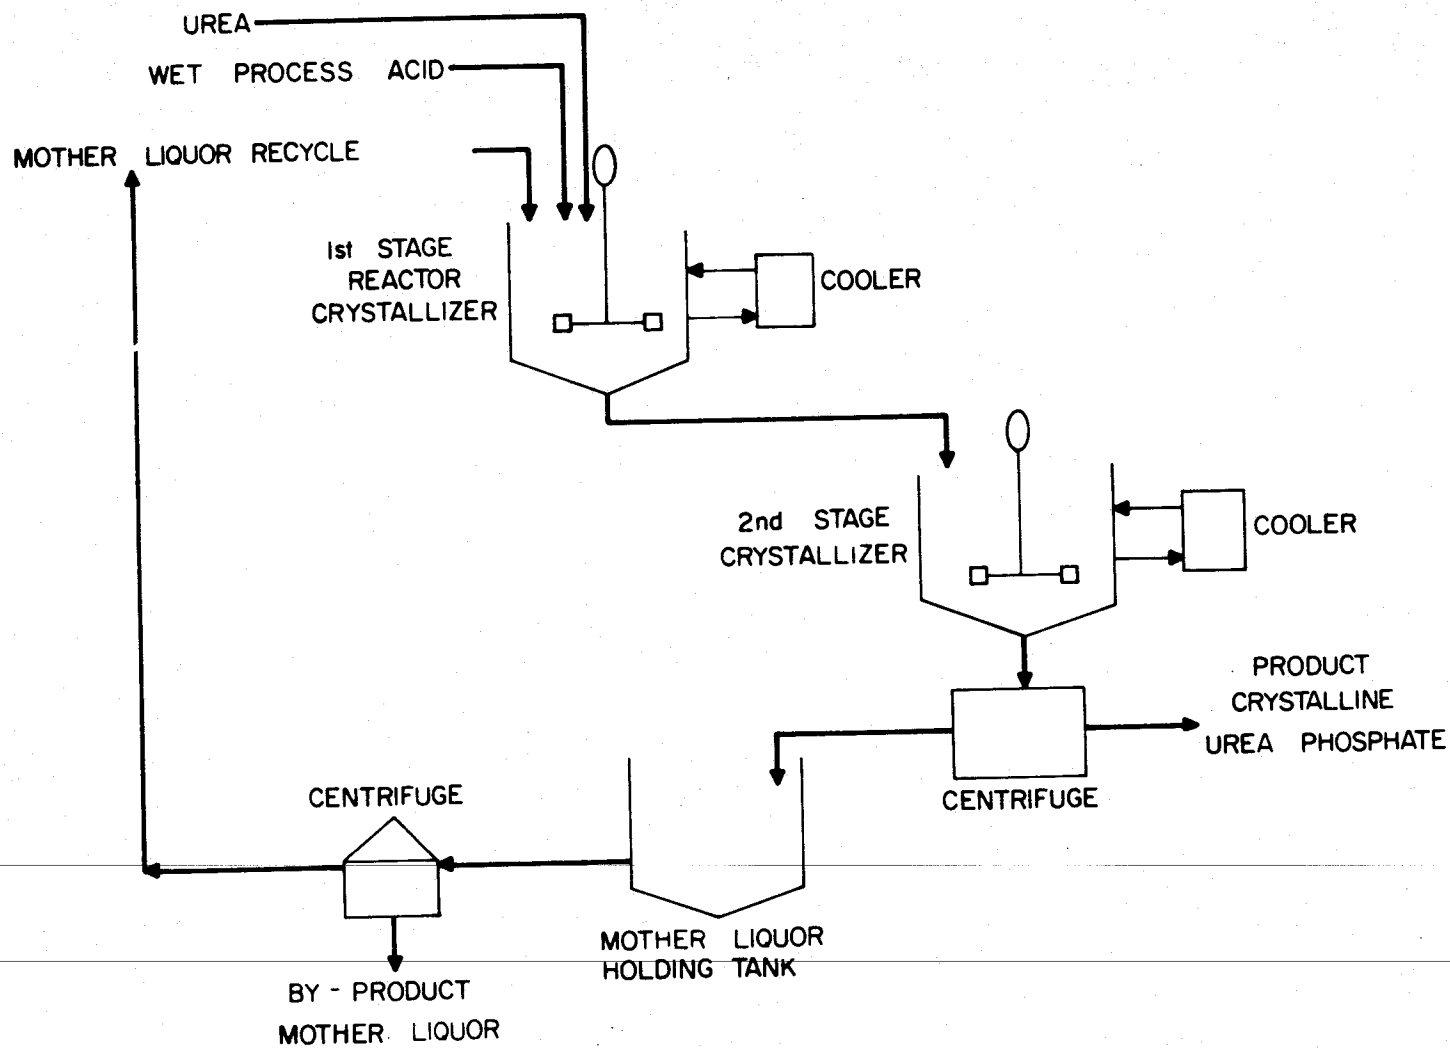 UREA
WET PROCESS ACID
MOTHER LIQUOR RECYCLE
1st STAGE
REACTOR
CRYSTALLIZER
COOLER
2nd STAGE
CRYSTALLIZER
COOLER
PRODUCT
CRYSTALLINE
UREA PHOSPHATE
CENTRIFUGE
CENTRIFUGE
MOTHER LIQUOR
HOLDING TANK
BY - PRODUCT
MOTHER LIQUOR